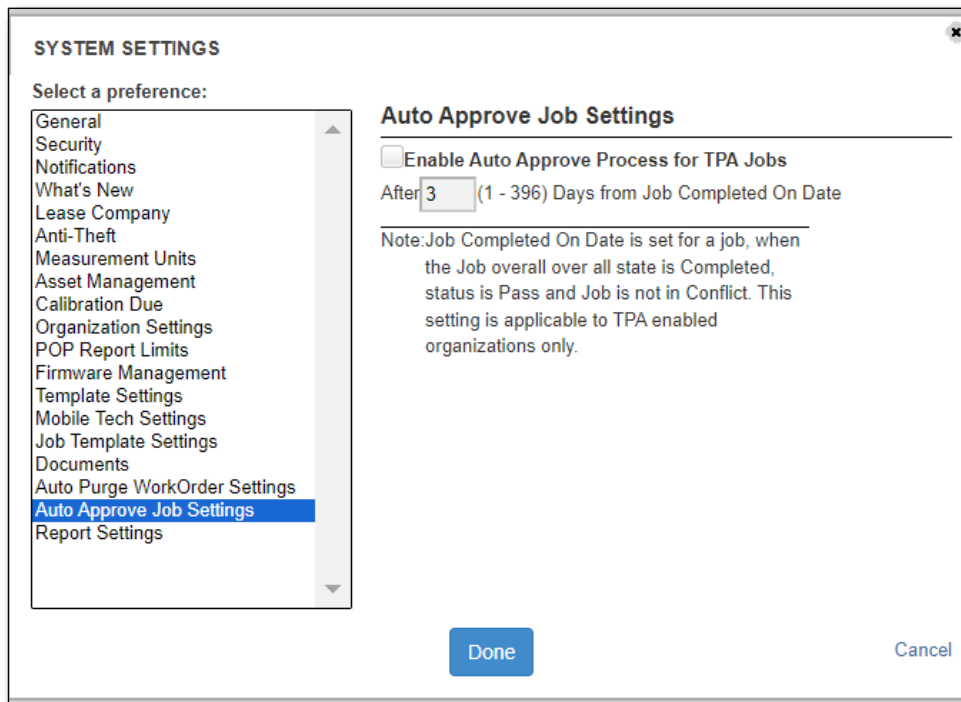 SYSTEM SETTINGS
Select a preference:
General
Security
Notifications
What's New
Lease Company
Anti-Theft
Measurement Units
Asset Management
Calibration Due
Organization Settings
POP Report Limits
Firmware Management
Template Settings
Mobile Tech Settings
Job Template Settings
Documents
Auto Purge WorkOrder Settings
Auto Approve Job Settings
Report Settings
Auto Approve Job Settings
Enable Auto Approve Process for TPA Jobs
After 3 (1 - 396) Days from Job Completed On Date
Note:Job Completed On Date is set for a job, when
the Job overall over all state is Completed,
status is Pass and Job is not in Conflict. This
setting is applicable to TPA enabled
organizations only.
Done
Cancel